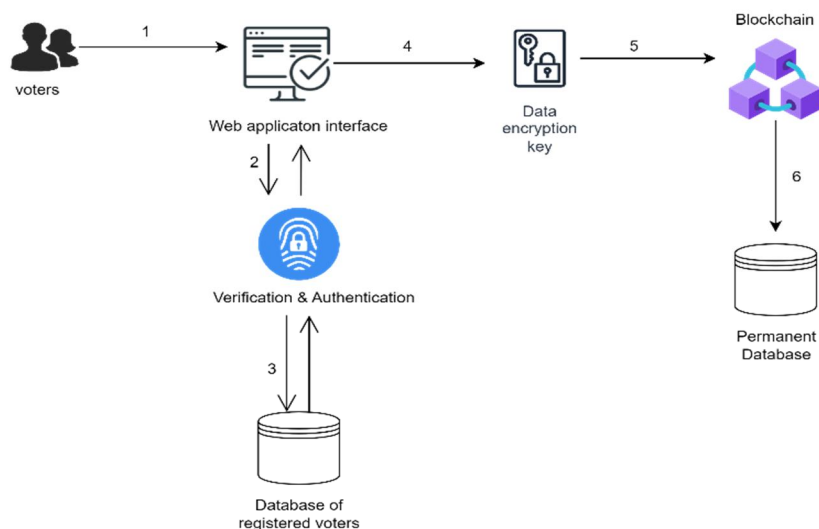 Blockchain
1
4
5
voters
Web applicaton interface
Data
encryption
key
2
6
Verification & Authentication
Permanent
Database
3
Database of
registered voters